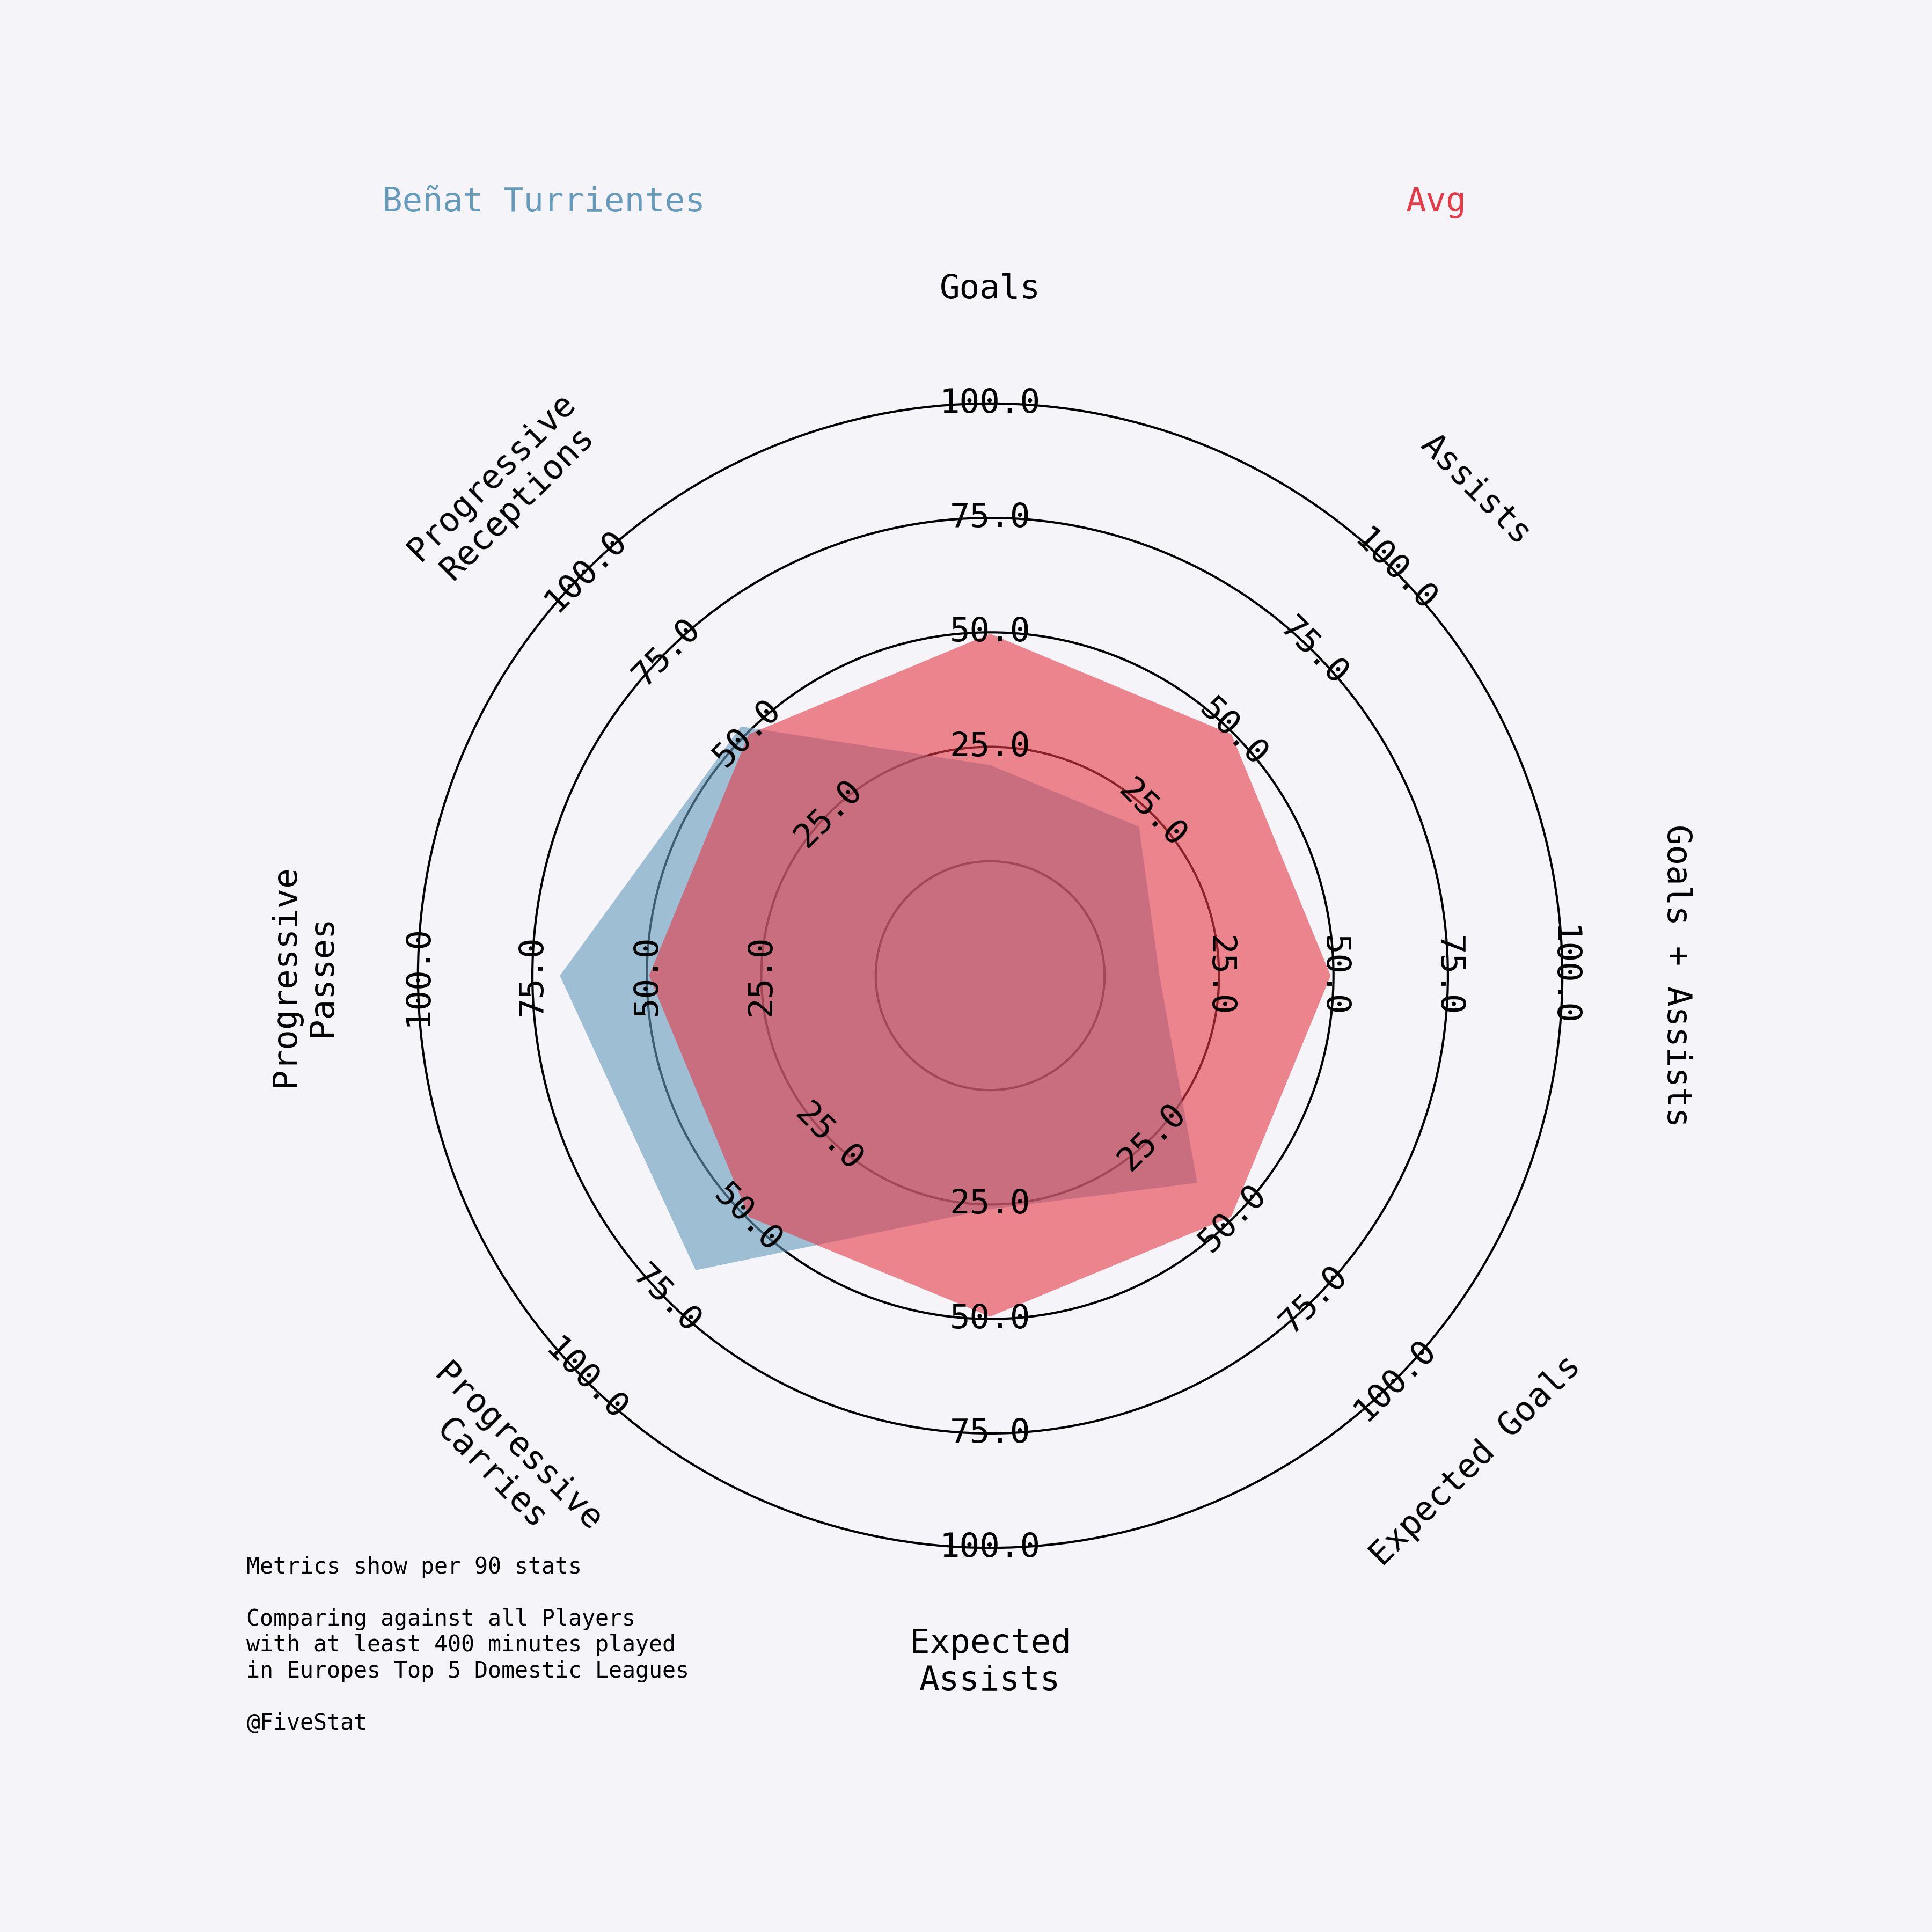 Beñat Turrientes
Avg
Goals
Assists
Goals + Assists
Expected Goals
Expected
Assists
Progressive
Carries
Progressive
Passes
Progressive
Receptions
25.0
50.0
75.0
100.0
25.0
50.0
75.0
100.0
25.0
50.0
75.0
100.0
25.0
50.0
75.0
100.0
25.0
50.0
75.0
100.0
25.0
50.0
75.0
100.0
25.0
50.0
75.0
100.0
25.0
50.0
75.0
100.0
Metrics show per 90 stats
Comparing against all Players
with at least 400 minutes played
in Europes Top 5 Domestic Leagues
@FiveStat